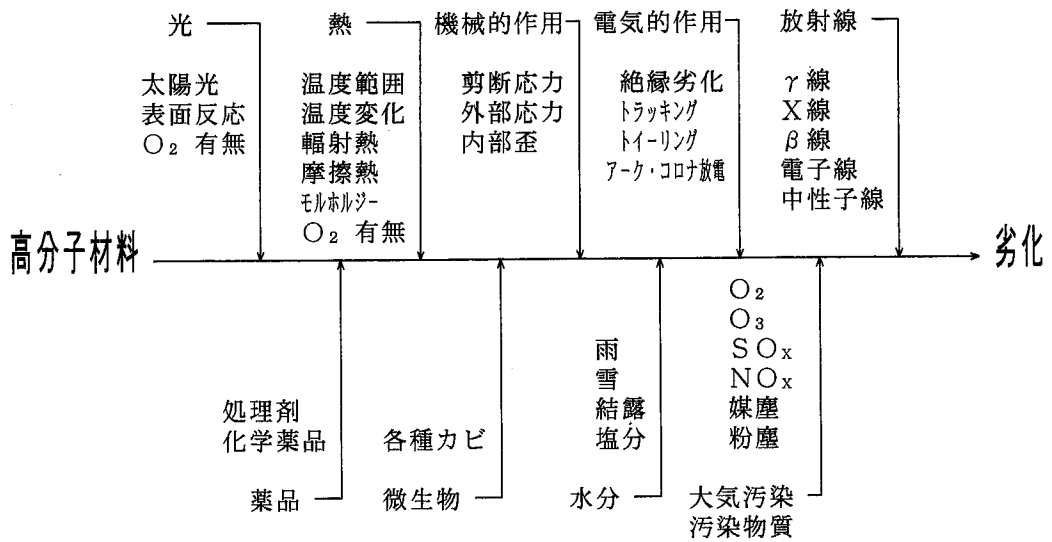 光
熱
機械的作用
電気的作用
放射線
太陽光
表面反応
O₂ 有無
温度範囲
温度変化
輻射熱
摩擦熱
モルホルジー
O₂ 有無
剪断応力
外部応力
内部歪
絶縁劣化
トラッキング
トイーリング
アーク・コロナ放電
γ線
X線
β線
電子線
中性子線
高分子材料
劣化
処理剤
化学薬品
薬品
各種カビ
微生物
雨
雪
結露
塩分
水分
O₂
O₃
SOx
NOx
媒塵
粉塵
大気汚染
汚染物質